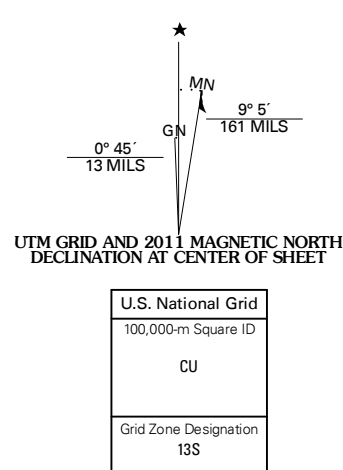 ★
MN
GN
9° 5´
161 MILS
0° 45´
13 MILS
UTM GRID AND 2011 MAGNETIC NORTH
DECLINATION AT CENTER OF SHEET
U.S. National Grid
100,000-m Square ID
CU
Grid Zone Designation
13S